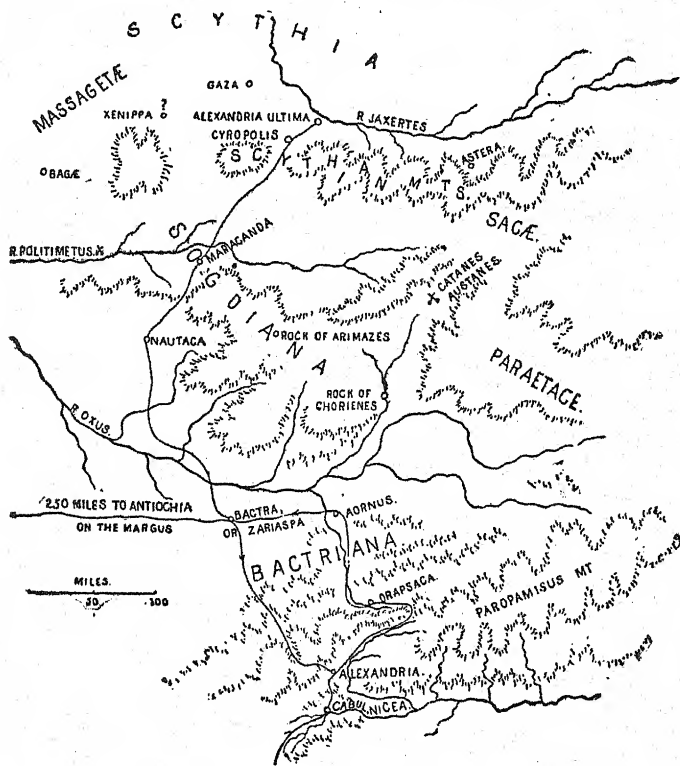 SCYTHIA
MASSAGETÆ
GAZA
XENIPPA ?
ALEXANDRIA ULTIMA
R. JAXERTES
CYROPOLIS
SCYTHIAN MTS
ASTERA
BAGÆ
SACÆ.
SOGDIANA
R. POLITIMETUS.
MARAGANDA
CATANES
AUSTANES.
NAUTACA
ROCK OF ARIMAZES
PARAETACE.
ROCK OF
CHORIENES
R. OXUS.
250 MILES TO ANTIOCHIA
ON THE MARGUS
BACTRA,
OR ZARIASPA
AORNUS.
BACTRIANA
MILES.
50 100
DRAPSACA
PAROPAMISUS MT
ALEXANDRIA.
CABUL.NICEA.